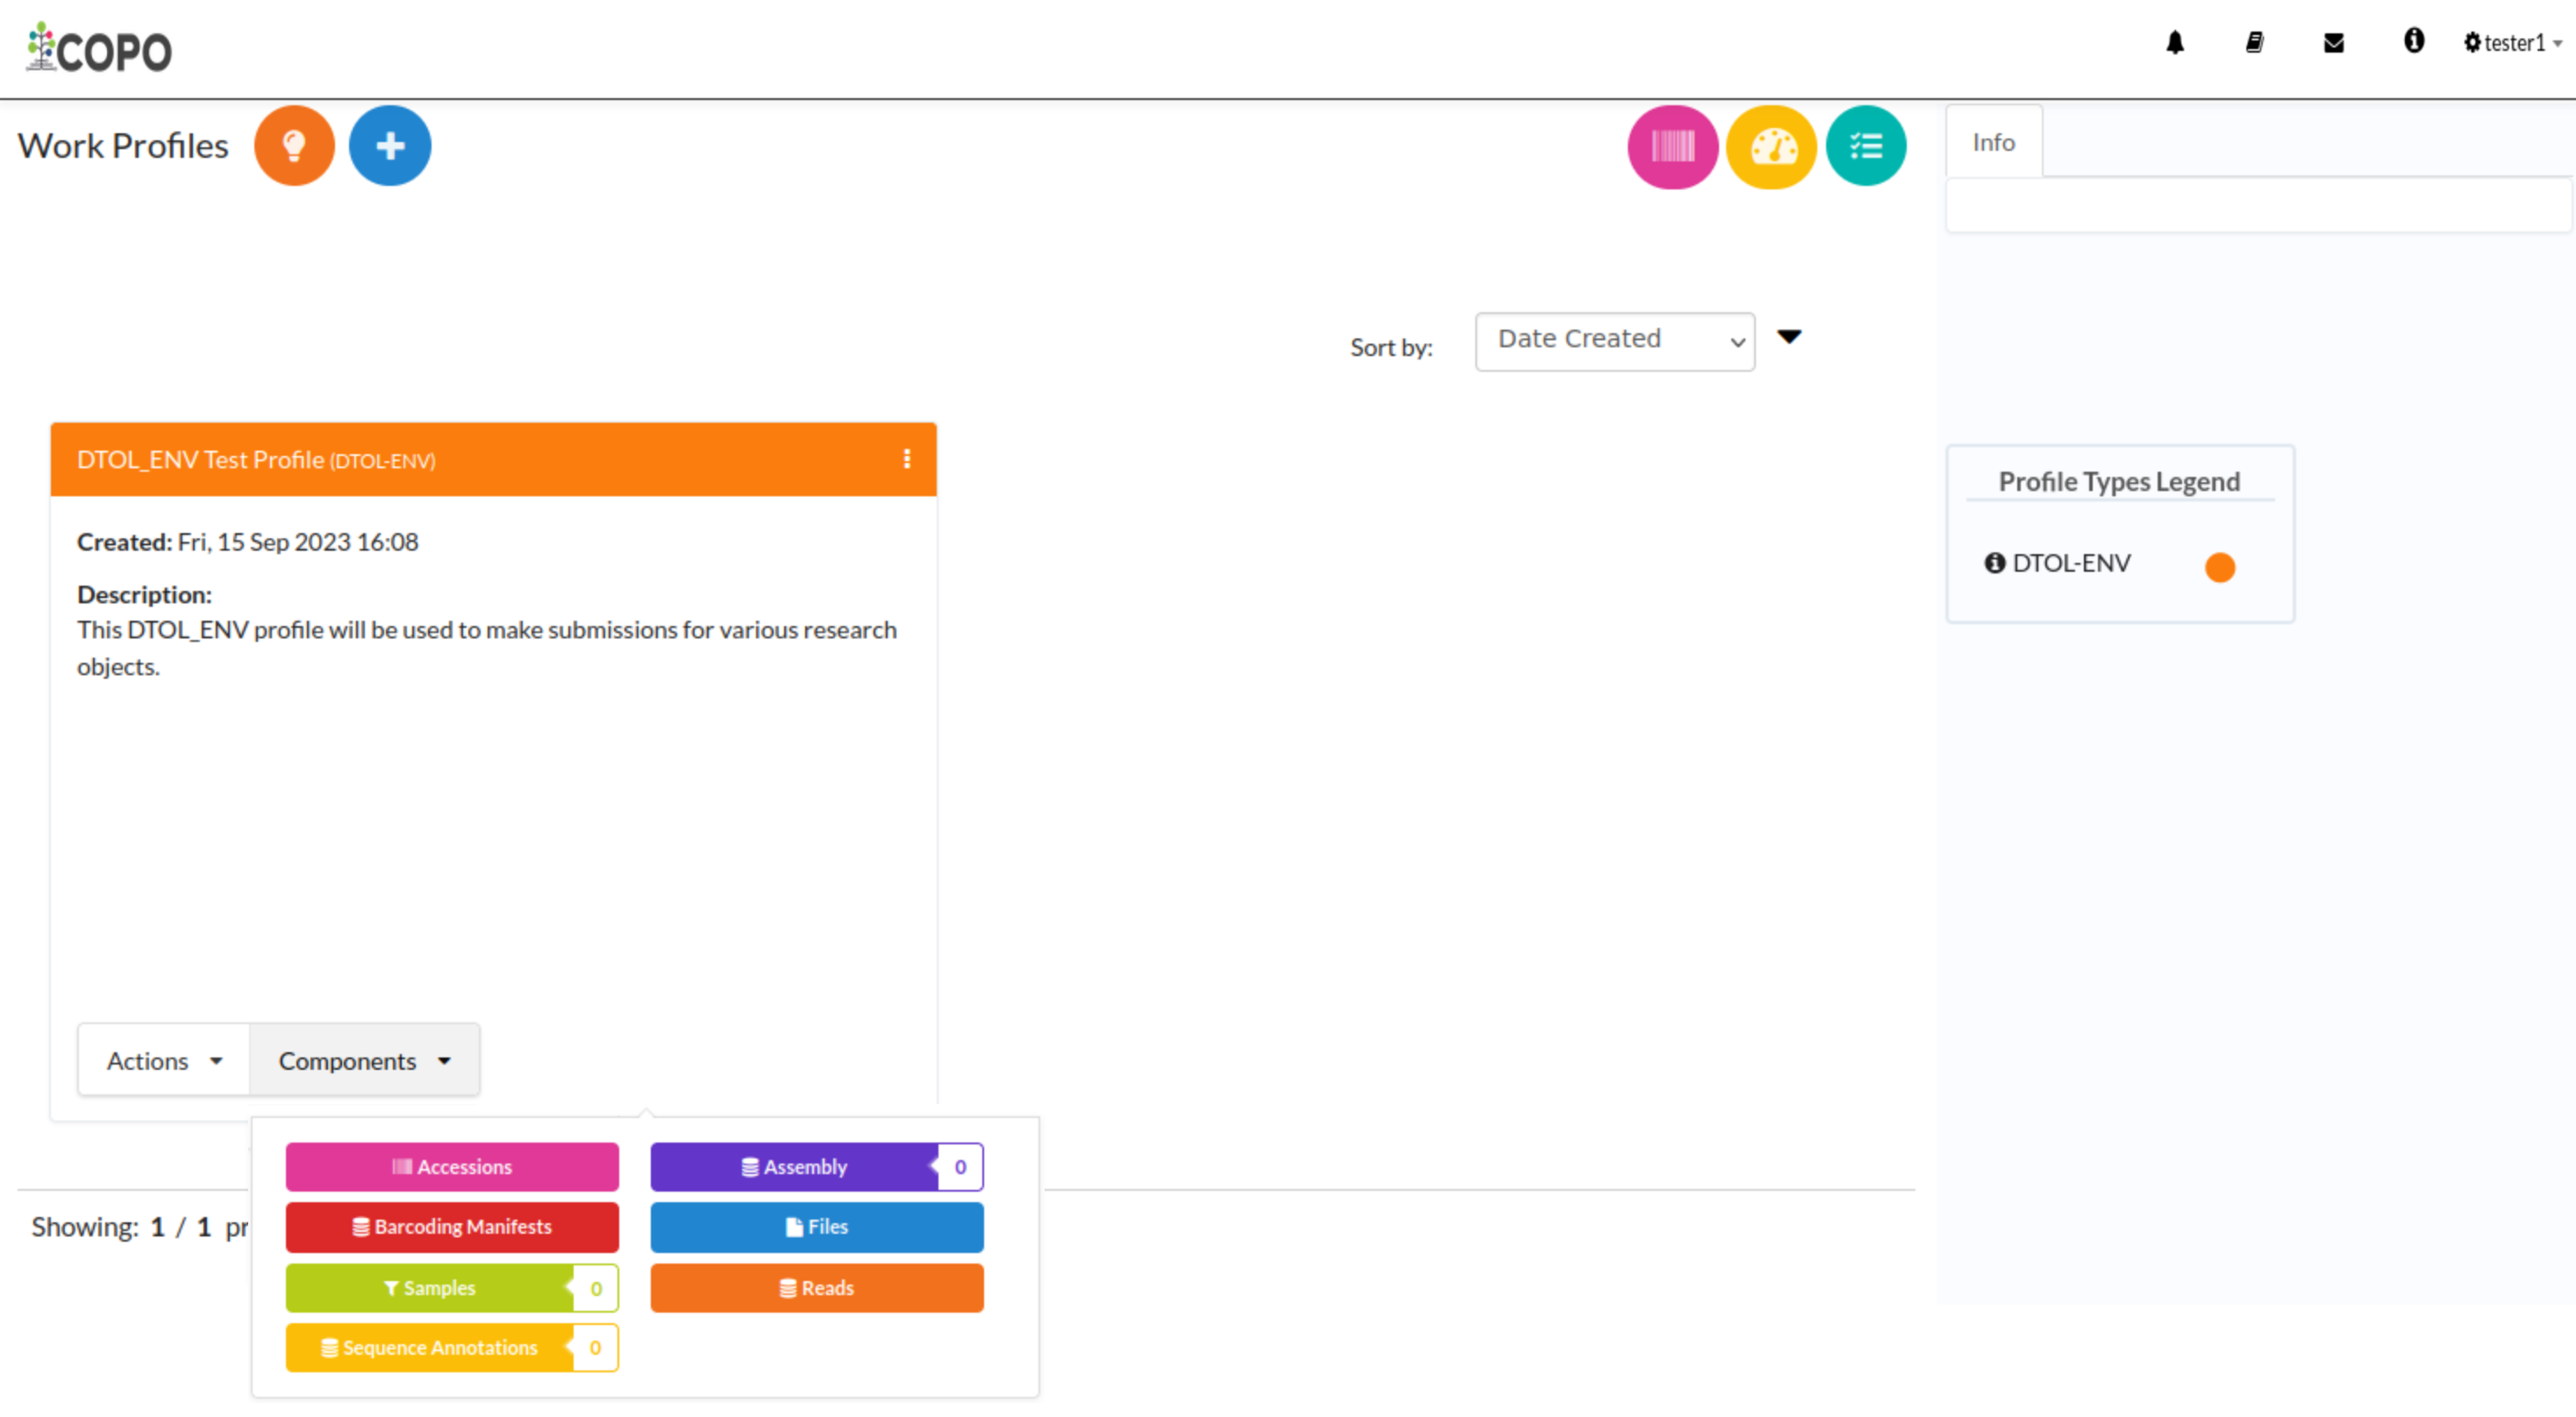 COPO
tester1
Work Profiles
Info
Sort by:
Date Created
DTOL_ENV Test Profile (DTOL-ENV)
Profile Types Legend
DTOL-ENV
Created: Fri, 15 Sep 2023 16:08
Description:
This DTOL_ENV profile will be used to make submissions for various research
objects.
Actions
Components
Accessions
Assembly 0
Showing: 1 / 1 pr
Barcoding Manifests
Files
Samples 0
Reads
Sequence Annotations 0